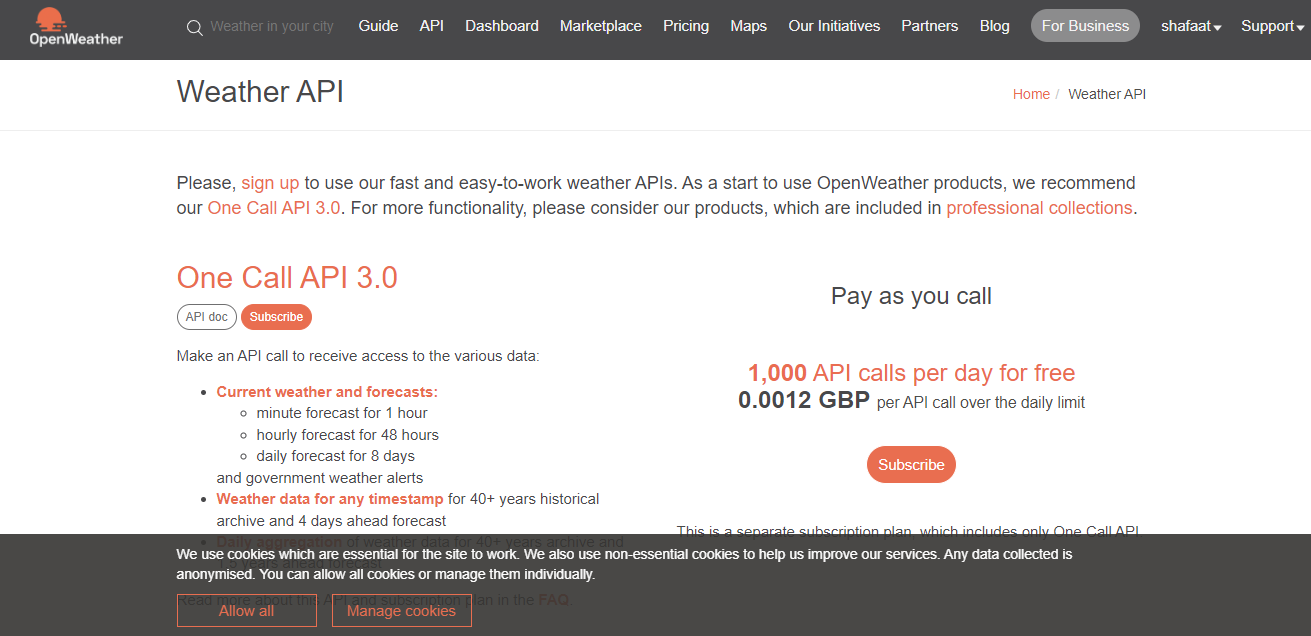 OpenWeather
Weather in your city
Guide
API
Dashboard
Marketplace
Pricing
Maps
Our Initiatives
Partners
Blog
For Business
shafaat
Support
Weather API
Home / Weather API
Please, sign up to use our fast and easy-to-work weather APIs. As a start to use OpenWeather products, we recommend
our One Call API 3.0. For more functionality, please consider our products, which are included in professional collections.
One Call API 3.0
API doc
Subscribe
Make an API call to receive access to the various data:
Current weather and forecasts:
minute forecast for 1 hour
hourly forecast for 48 hours
daily forecast for 8 days
and government weather alerts
Weather data for any timestamp for 40+ years historical
archive and 4 days ahead forecast
Daily aggregation of weather data for 40+ years archive and
1.5 years ahead forecast
Read more about this API and subscription plan in the FAQ.
Pay as you call
1,000 API calls per day for free
0.0012 GBP per API call over the daily limit
Subscribe
This is a separate subscription plan, which includes only One Call API.
We use cookies which are essential for the site to work. We also use non-essential cookies to help us improve our services. Any data collected is
anonymised. You can allow all cookies or manage them individually.
Allow all
Manage cookies